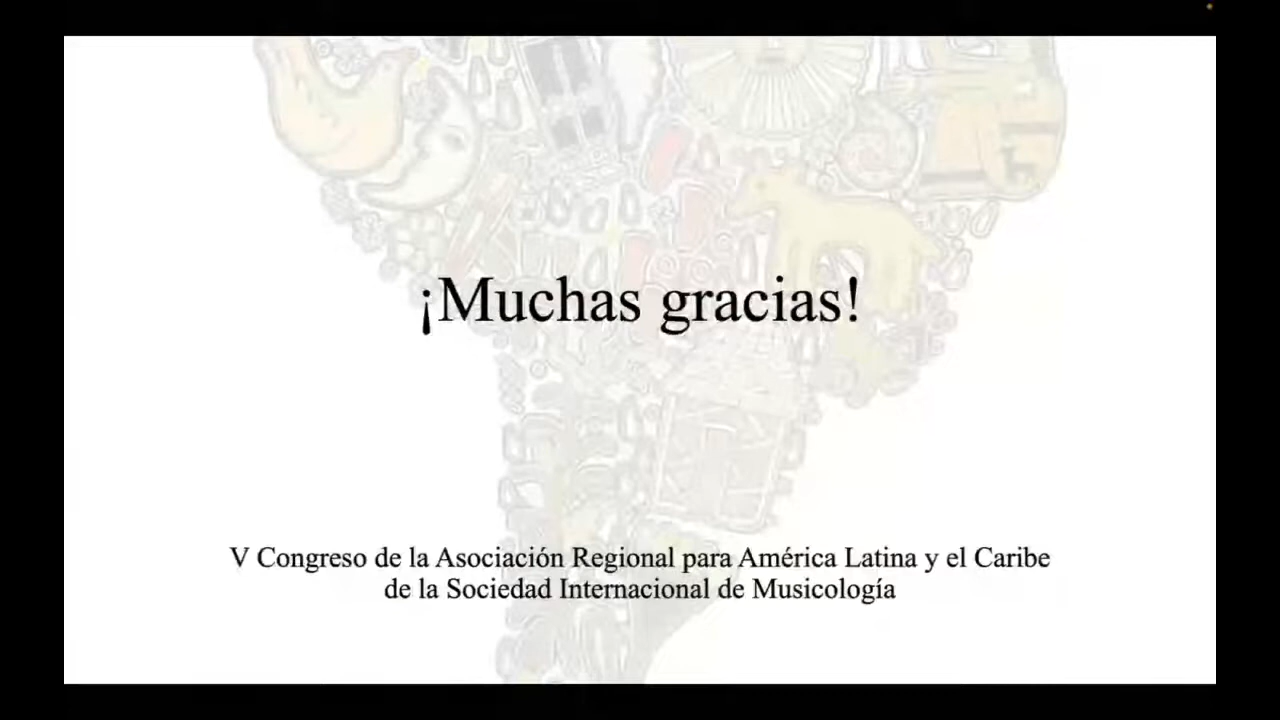 ¡Muchas gracias!
V Congreso de la Asociación Regional para América Latina y el Caribe
de la Sociedad Internacional de Musicología